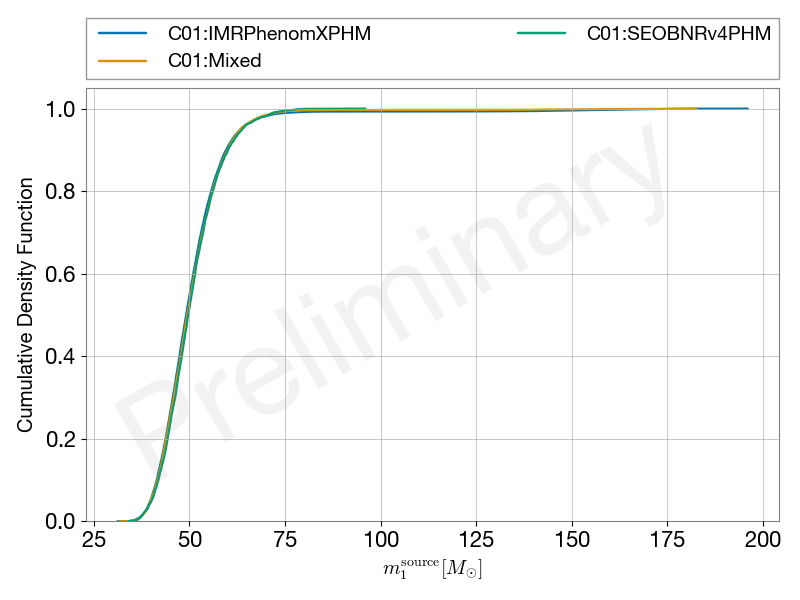 C01:IMRPhenomXPHM
C01:Mixed
C01:SEOBNRv4PHM
Cumulative Density Function
1.0
0.8
0.6
0.4
0.2
0.0
Preliminary
25 50 75 100 125 150 175 200
m₁^source [M⊙]